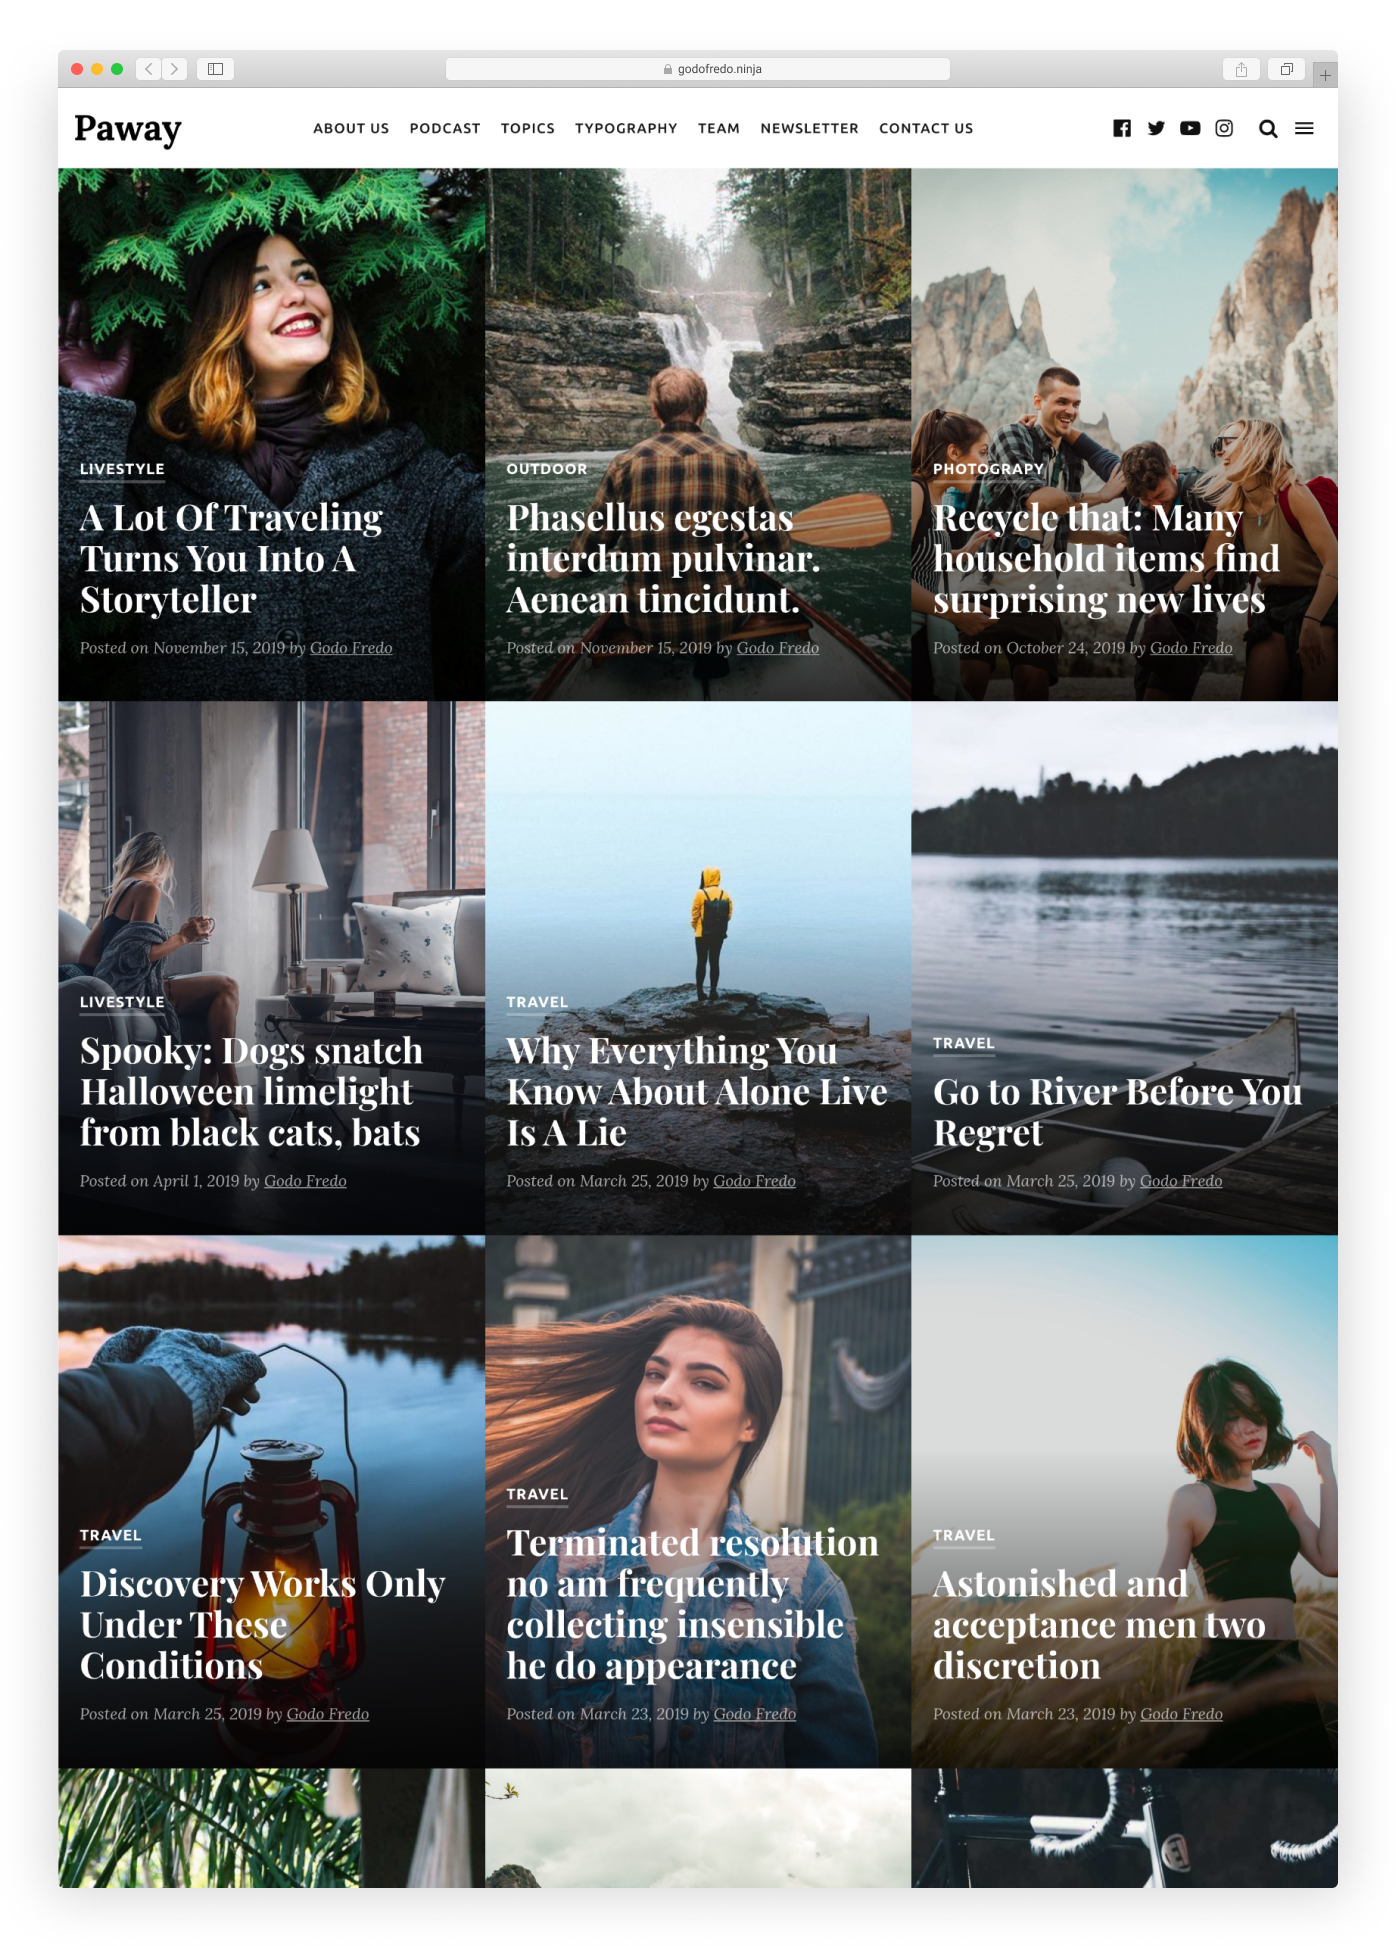 godofredo.ninja
Paway
ABOUT US PODCAST TOPICS TYPOGRAPHY TEAM NEWSLETTER CONTACT US
LIVESTYLE
A Lot Of Traveling
Turns You Into A
Storyteller
Posted on November 15, 2019 by Godo Fredo
OUTDOOR
Phasellus egestas
interdum pulvinar.
Aenean tincidunt.
Posted on November 15, 2019 by Godo Fredo
PHOTOGRAPY
Recycle that: Many
household items find
surprising new lives
Posted on October 24, 2019 by Godo Fredo
LIVESTYLE
Spooky: Dogs snatch
Halloween limelight
from black cats, bats
Posted on April 1, 2019 by Godo Fredo
TRAVEL
Why Everything You
Know About Alone Live
Is A Lie
Posted on March 25, 2019 by Godo Fredo
TRAVEL
Go to River Before You
Regret
Posted on March 25, 2019 by Godo Fredo
TRAVEL
Discovery Works Only
Under These
Conditions
Posted on March 25, 2019 by Godo Fredo
TRAVEL
Terminated resolution
no am frequently
collecting insensible
he do appearance
Posted on March 23, 2019 by Godo Fredo
TRAVEL
Astonished and
acceptance men two
discretion
Posted on March 23, 2019 by Godo Fredo